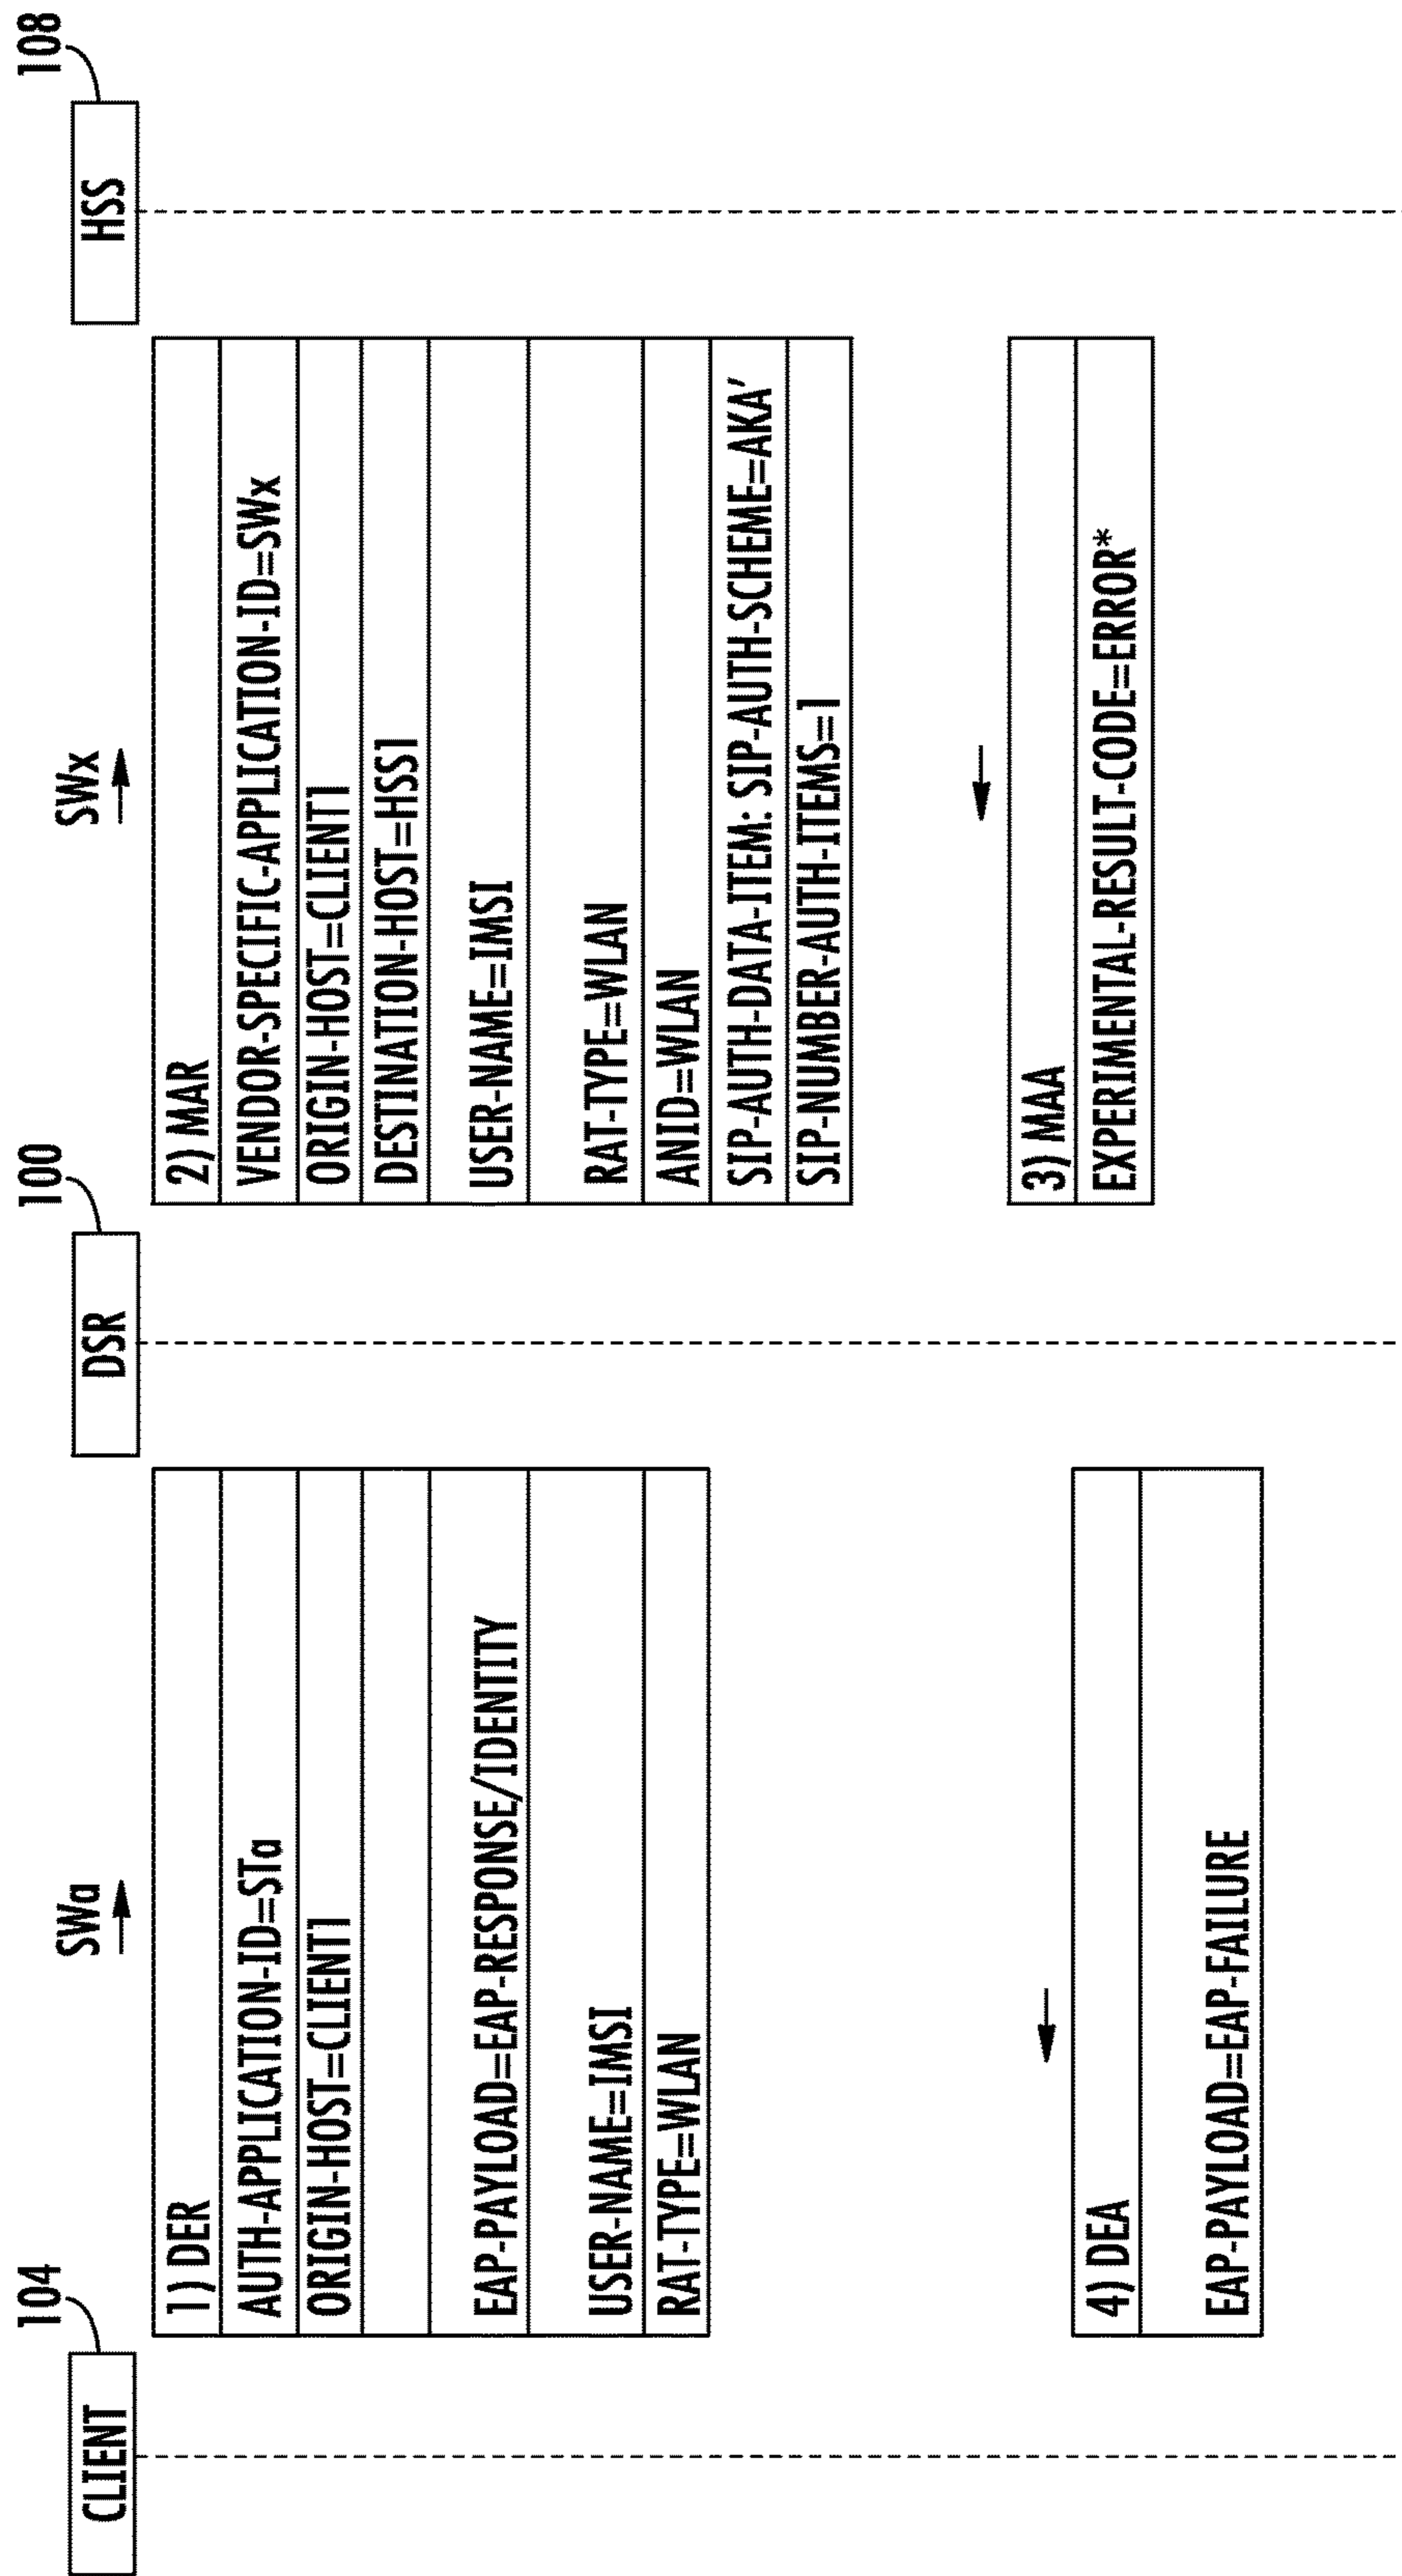 CLIENT
104
DSR
100
HSS
108
SWa
SWx
1) DER
AUTH-APPLICATION-ID=STa
ORIGIN-HOST=CLIENT1
EAP-PAYLOAD=EAP-RESPONSE/IDENTITY
USER-NAME=IMSI
RAT-TYPE=WLAN
2) MAR
VENDOR-SPECIFIC-APPLICATION-ID=SWx
ORIGIN-HOST=CLIENT1
DESTINATION-HOST=HSS1
USER-NAME=IMSI
RAT-TYPE=WLAN
ANID=WLAN
SIP-AUTH-DATA-ITEM: SIP-AUTH-SCHEME=AKA'
SIP-NUMBER-AUTH-ITEMS=1
3) MAA
EXPERIMENTAL-RESULT-CODE=ERROR*
4) DEA
EAP-PAYLOAD=EAP-FAILURE